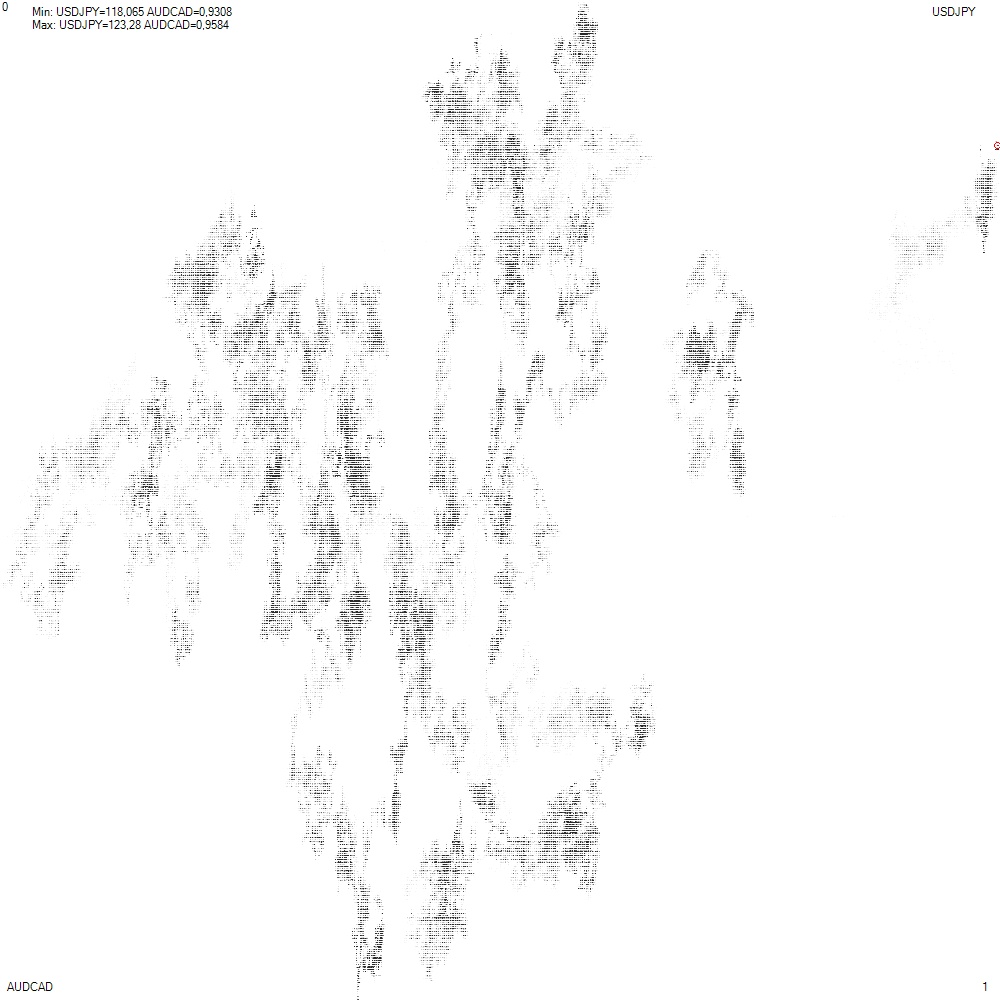 0
Min: USDJPY=118,065 AUDCAD=0,9308
Max: USDJPY=123,28 AUDCAD=0,9584
USDJPY
AUDCAD
1